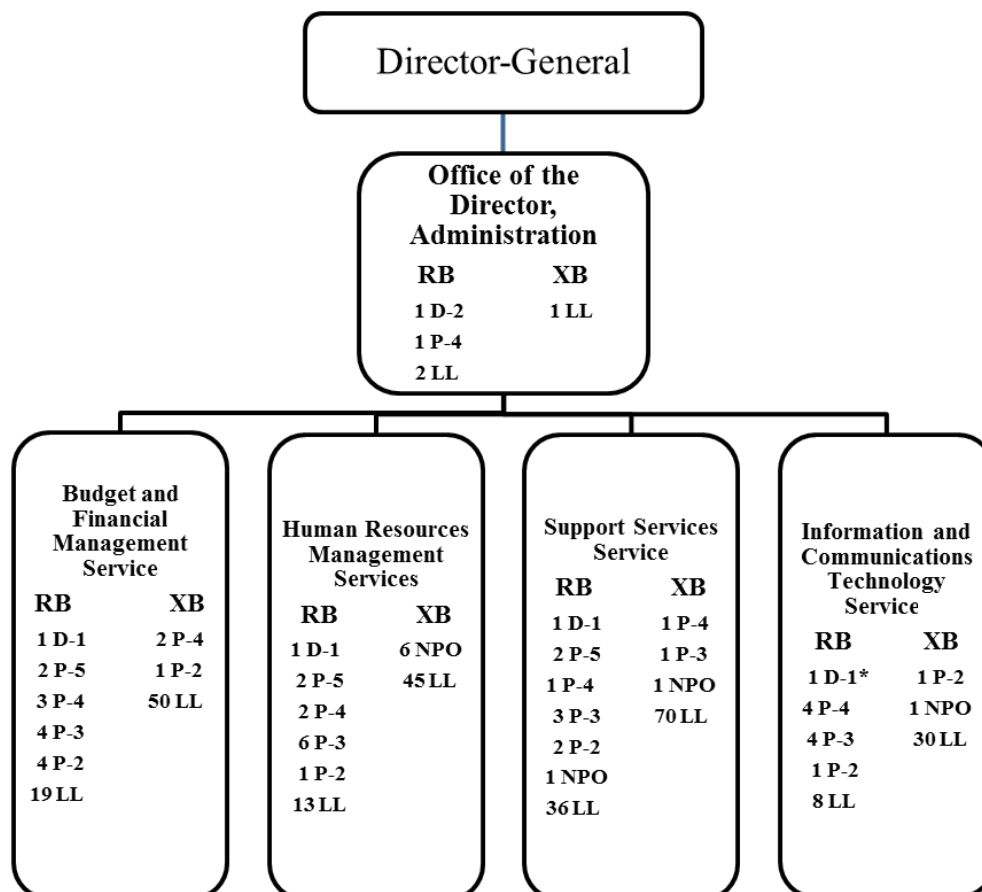 Director-General
Office of the
Director,
Administration
RB XB
1 D-2 1 LL
1 P-4
2 LL
Budget and
Financial
Management
Service
RB XB
1 D-1 2 P-4
2 P-5 1 P-2
3 P-4 50 LL
4 P-3
4 P-2
19 LL
Human Resources
Management
Services
RB XB
1 D-1 6 NPO
2 P-5 45 LL
2 P-4
6 P-3
1 P-2
13 LL
Support Services
Service
RB XB
1 D-1 1 P-4
2 P-5 1 P-3
1 P-4 1 NPO
3 P-3 70 LL
2 P-2
1 NPO
36 LL
Information and
Communications
Technology
Service
RB XB
1 D-1* 1 P-2
4 P-4 1 NPO
4 P-3 30 LL
1 P-2
8 LL